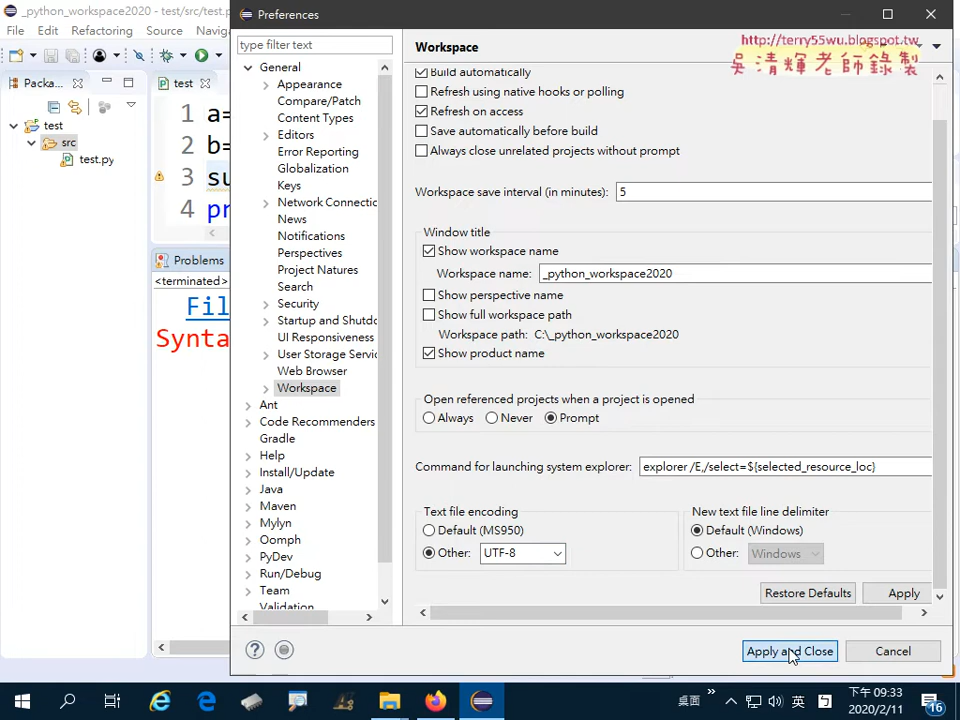 _python_workspace2020 - test/src/test.p
Preferences
File Edit Refactoring Source Naviga
type filter text
Workspace
http://terry55wu.blogspot.tw
吳清輝老師錄製
Packa...
test
test
src
test.py
1 a=
2 b=
3 su
4 pr
Problems
<terminated>
Fil
Synta
General
Appearance
Compare/Patch
Content Types
Editors
Error Reporting
Globalization
Keys
Network Connectio
News
Notifications
Perspectives
Project Natures
Search
Security
Startup and Shutdo
UI Responsiveness
User Storage Servic
Web Browser
Workspace
Ant
Code Recommenders
Gradle
Help
Install/Update
Java
Maven
Mylyn
Oomph
PyDev
Run/Debug
Team
Validation
Build automatically
Refresh using native hooks or polling
Refresh on access
Save automatically before build
Always close unrelated projects without prompt
Workspace save interval (in minutes): 5
Window title
Show workspace name
Workspace name: _python_workspace2020
Show perspective name
Show full workspace path
Workspace path: C:\_python_workspace2020
Show product name
Open referenced projects when a project is opened
Always Never Prompt
Command for launching system explorer: explorer /E,/select=${selected_resource_loc}
Text file encoding
Default (MS950)
Other: UTF-8
New text file line delimiter
Default (Windows)
Other: Windows
Restore Defaults Apply
Apply and Close Cancel
桌面 英 下午 09:33
2020/2/11
16